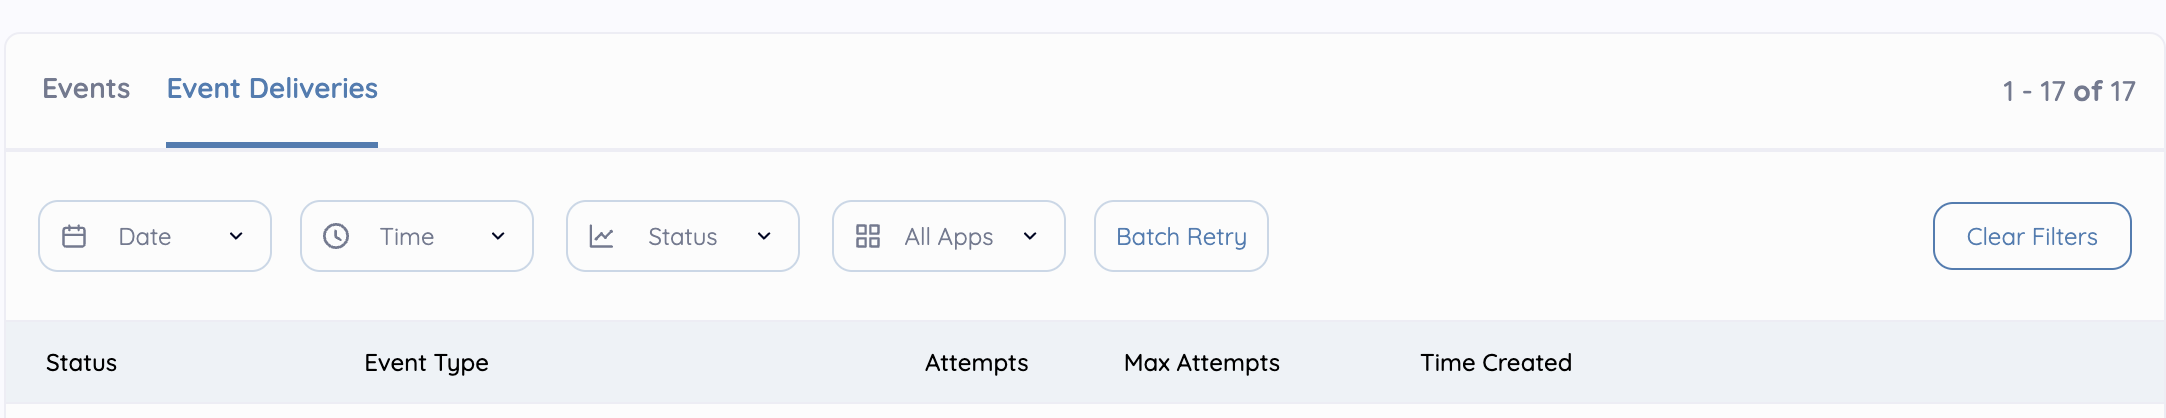 Events Event Deliveries 1 - 17 of 17
Date Time Status All Apps Batch Retry Clear Filters
Status Event Type Attempts Max Attempts Time Created